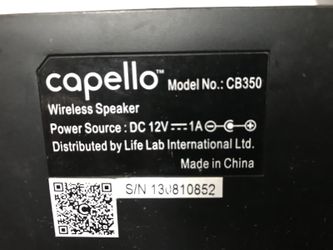 capello™ Model No.: CB350
Wireless Speaker
Power Source : DC 12V⎓1A
Distributed by Life Lab International Ltd.
Made in China
S/N 130810852